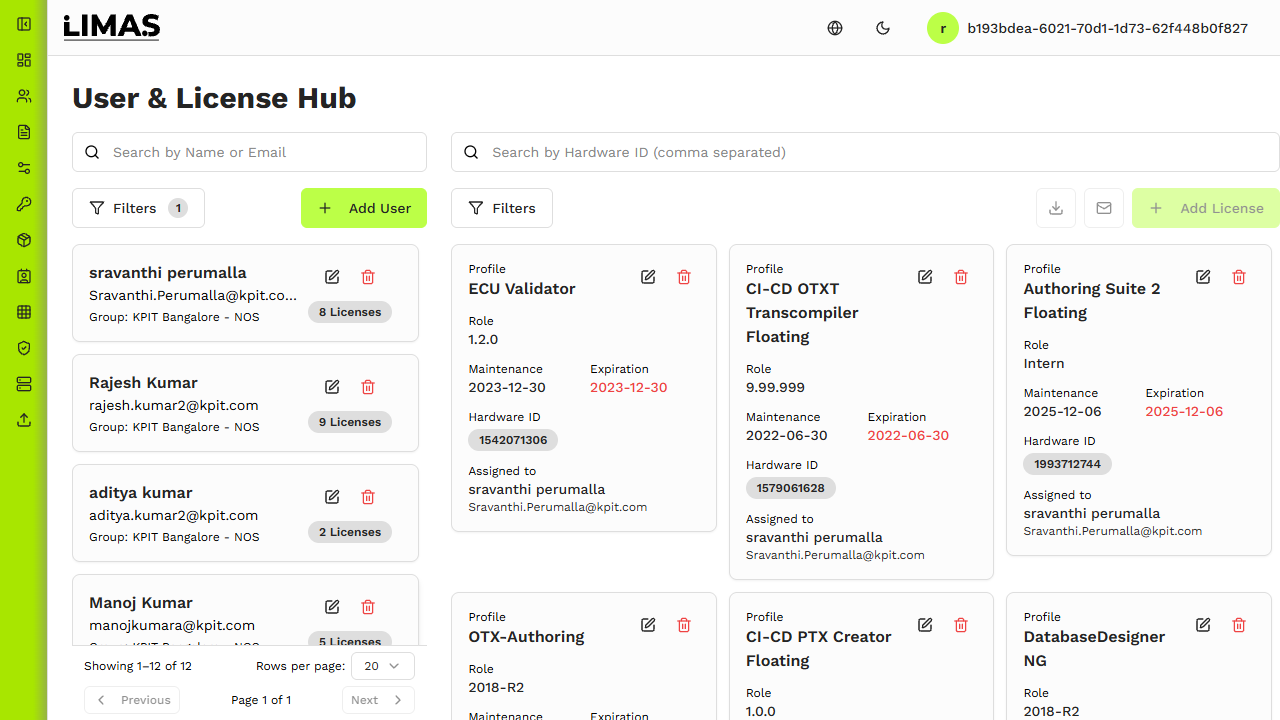 LIMAS
r
b193bdea-6021-70d1-1d73-62f448b0f827
User & License Hub
Search by Name or Email
Filters
1
Add User
sravanthi perumalla
Sravanthi.Perumalla@kpit.co...
Group: KPIT Bangalore - NOS
8 Licenses
Rajesh Kumar
rajesh.kumar2@kpit.com
Group: KPIT Bangalore - NOS
9 Licenses
aditya kumar
aditya.kumar2@kpit.com
Group: KPIT Bangalore - NOS
2 Licenses
Manoj Kumar
manojkumara@kpit.com
5 Licenses
Showing 1–12 of 12
Rows per page:
20
Previous
Page 1 of 1
Next
Search by Hardware ID (comma separated)
Filters
Add License
Profile
ECU Validator
Role
1.2.0
Maintenance Expiration
2023-12-30 2023-12-30
Hardware ID
1542071306
Assigned to
sravanthi perumalla
Sravanthi.Perumalla@kpit.com
Profile
CI-CD OTXT
Transcompiler
Floating
Role
9.99.999
Maintenance Expiration
2022-06-30 2022-06-30
Hardware ID
1579061628
Assigned to
sravanthi perumalla
Sravanthi.Perumalla@kpit.com
Profile
Authoring Suite 2
Floating
Role
Intern
Maintenance Expiration
2025-12-06 2025-12-06
Hardware ID
1993712744
Assigned to
sravanthi perumalla
Sravanthi.Perumalla@kpit.com
Profile
OTX-Authoring
Role
2018-R2
Maintenance Expiration
Profile
CI-CD PTX Creator
Floating
Role
1.0.0
Profile
DatabaseDesigner
NG
Role
2018-R2